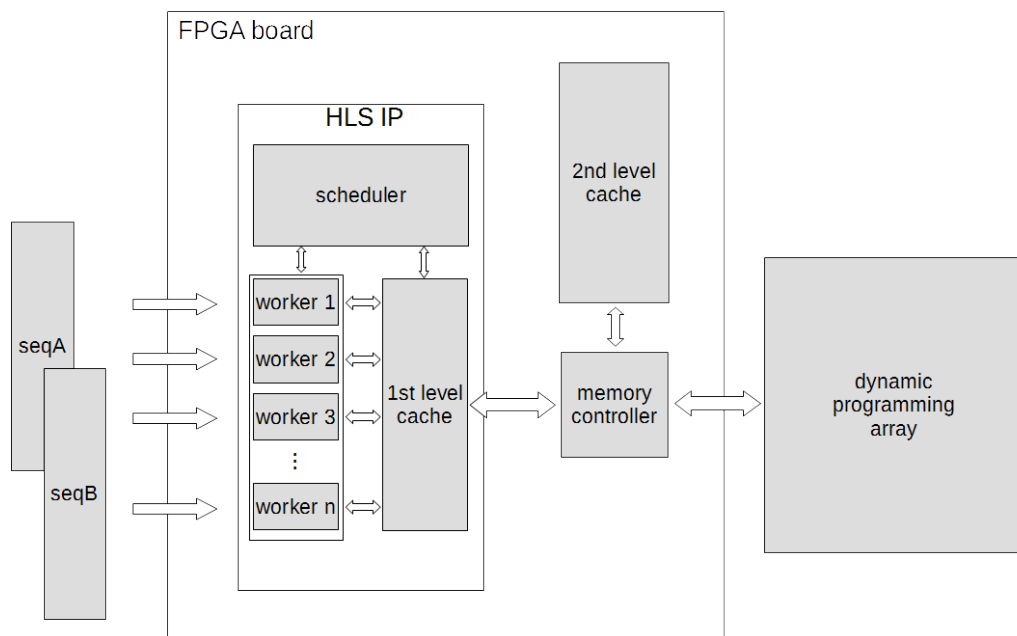 FPGA board
HLS IP
scheduler
2nd level
cache
seqA
seqB
worker 1
worker 2
worker 3
⋮
worker n
1st level
cache
memory
controller
dynamic
programming
array